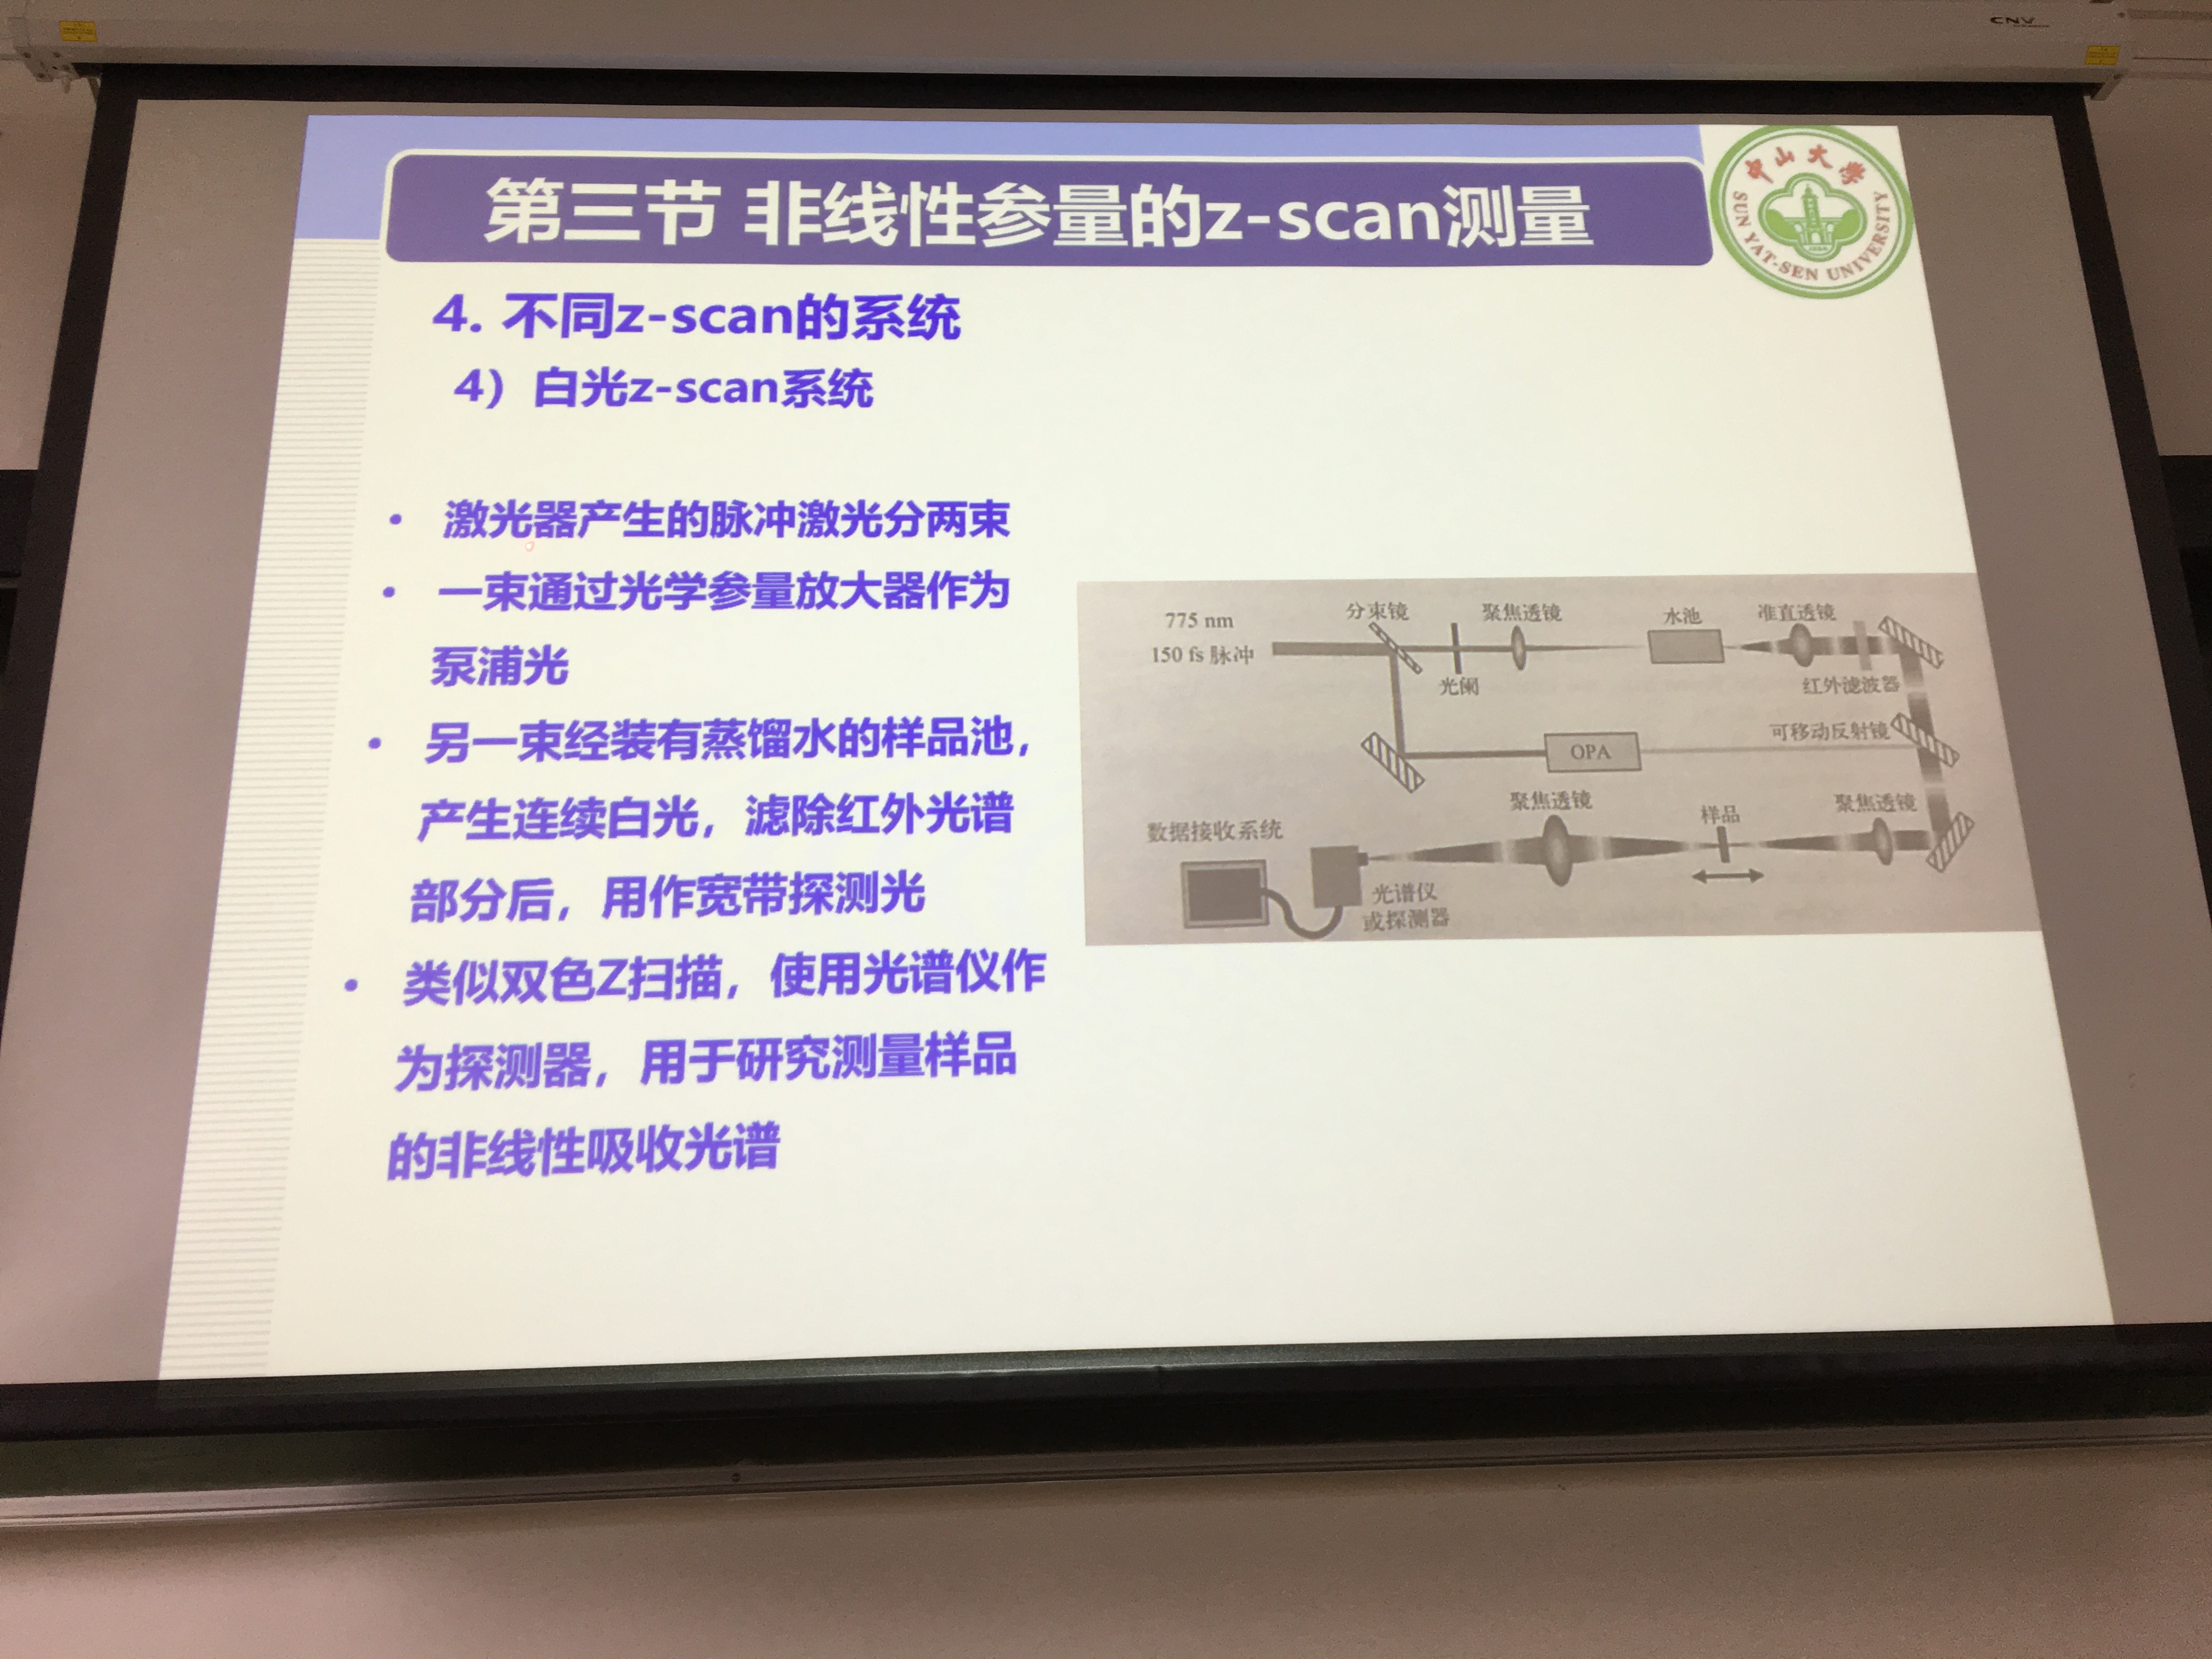 CNV
第三节 非线性参量的z-scan测量
中山大学
SUN YAT-SEN UNIVERSITY
4. 不同z-scan的系统
4）白光z-scan系统
• 激光器产生的脉冲激光分两束
• 一束通过光学参量放大器作为
泵浦光
• 另一束经装有蒸馏水的样品池，
产生连续白光，滤除红外光谱
部分后，用作宽带探测光
• 类似双色Z扫描，使用光谱仪作
为探测器，用于研究测量样品
的非线性吸收光谱
775 nm
150 fs 脉冲
分束镜
光阑
聚焦透镜
水池
准直透镜
红外滤波器
可移动反射镜
OPA
聚焦透镜
样品
聚焦透镜
数据接收系统
光谱仪
或探测器